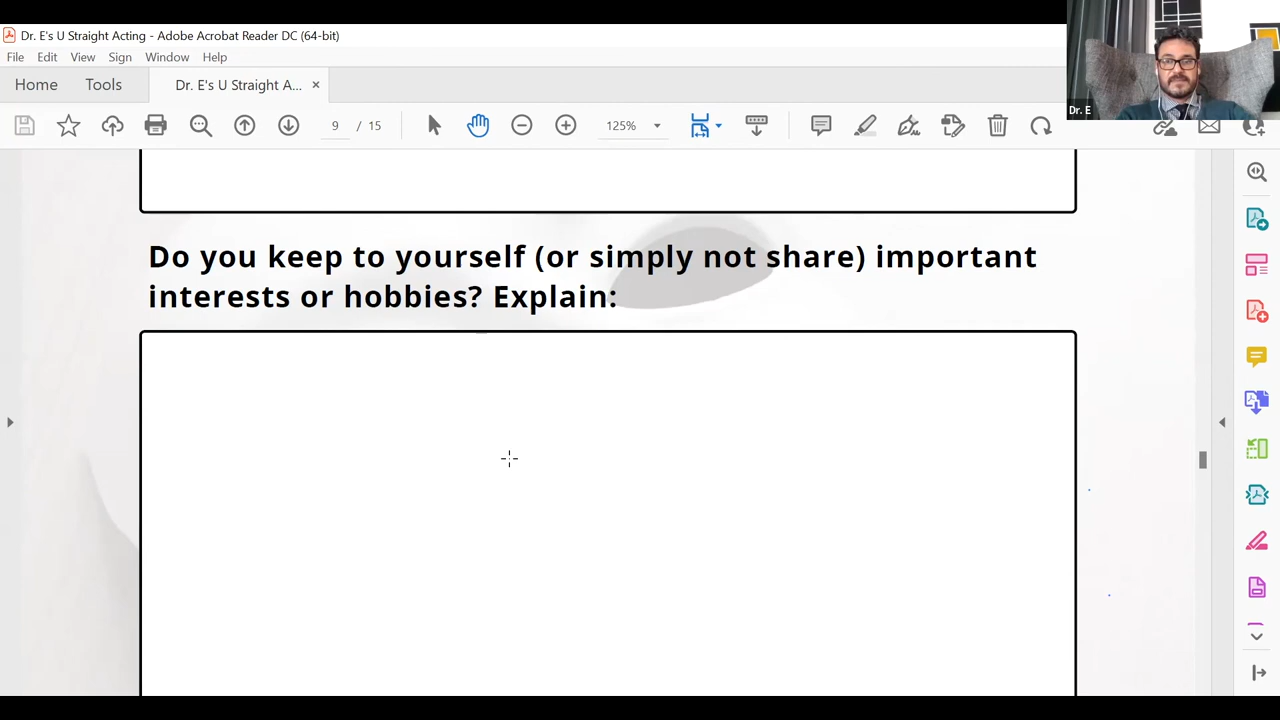 Dr. E's U Straight Acting - Adobe Acrobat Reader DC (64-bit)
File Edit View Sign Window Help
Home Tools Dr. E's U Straight A... ×
9 / 15 125%
Dr. E
Do you keep to yourself (or simply not share) important
interests or hobbies? Explain: